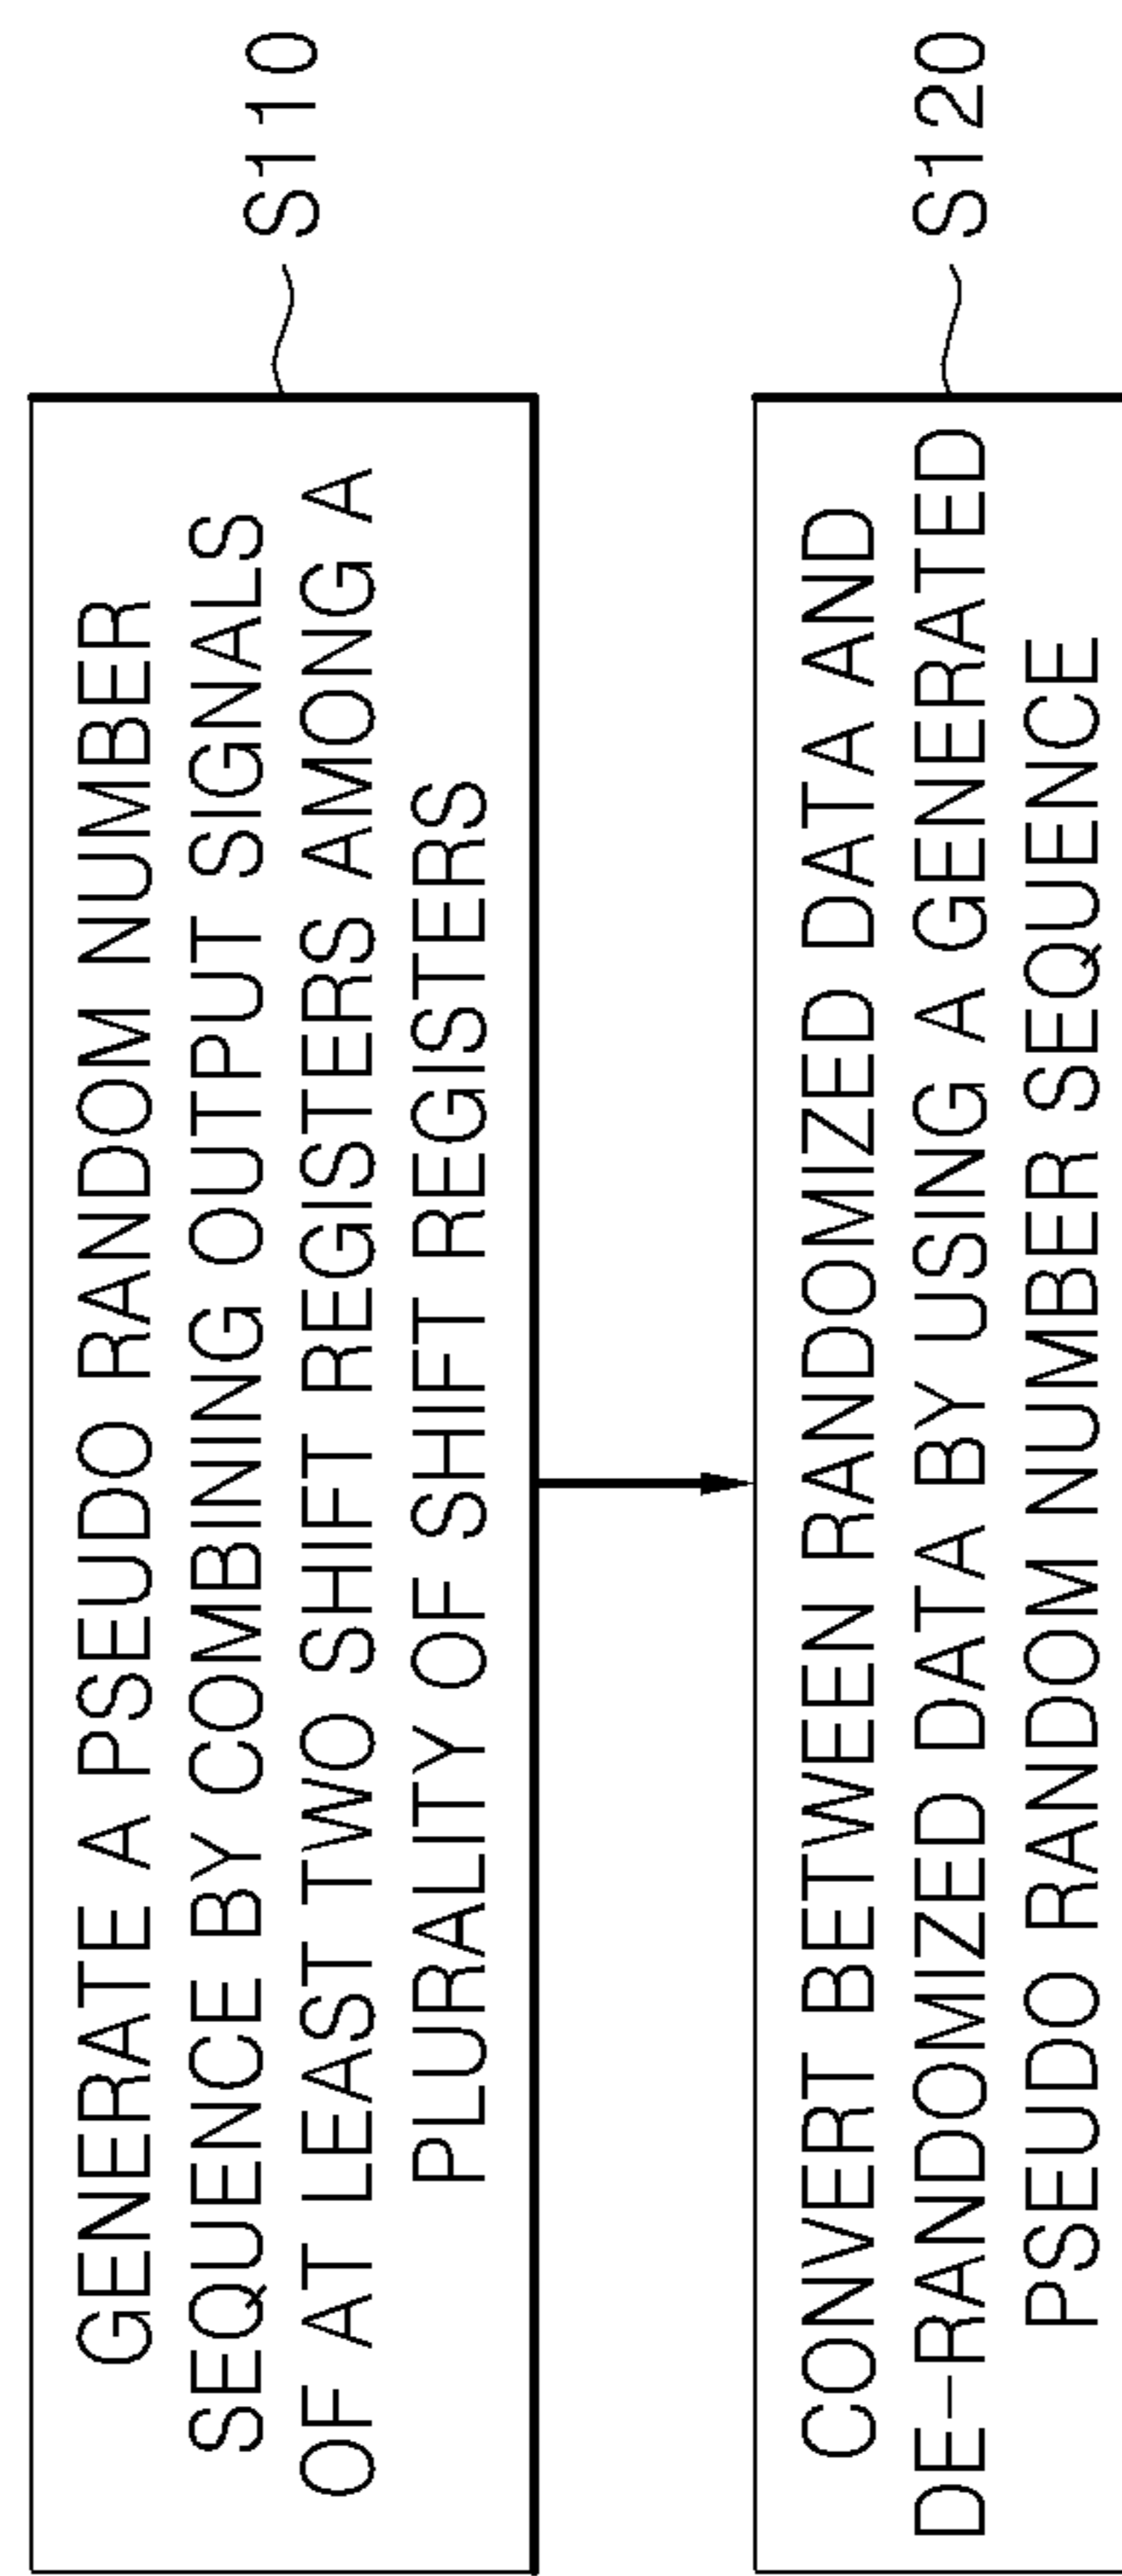 GENERATE A PSEUDO RANDOM NUMBER
SEQUENCE BY COMBINING OUTPUT SIGNALS
OF AT LEAST TWO SHIFT REGISTERS AMONG A
PLURALITY OF SHIFT REGISTERS
S110
CONVERT BETWEEN RANDOMIZED DATA AND
DE-RANDOMIZED DATA BY USING A GENERATED
PSEUDO RANDOM NUMBER SEQUENCE
S120